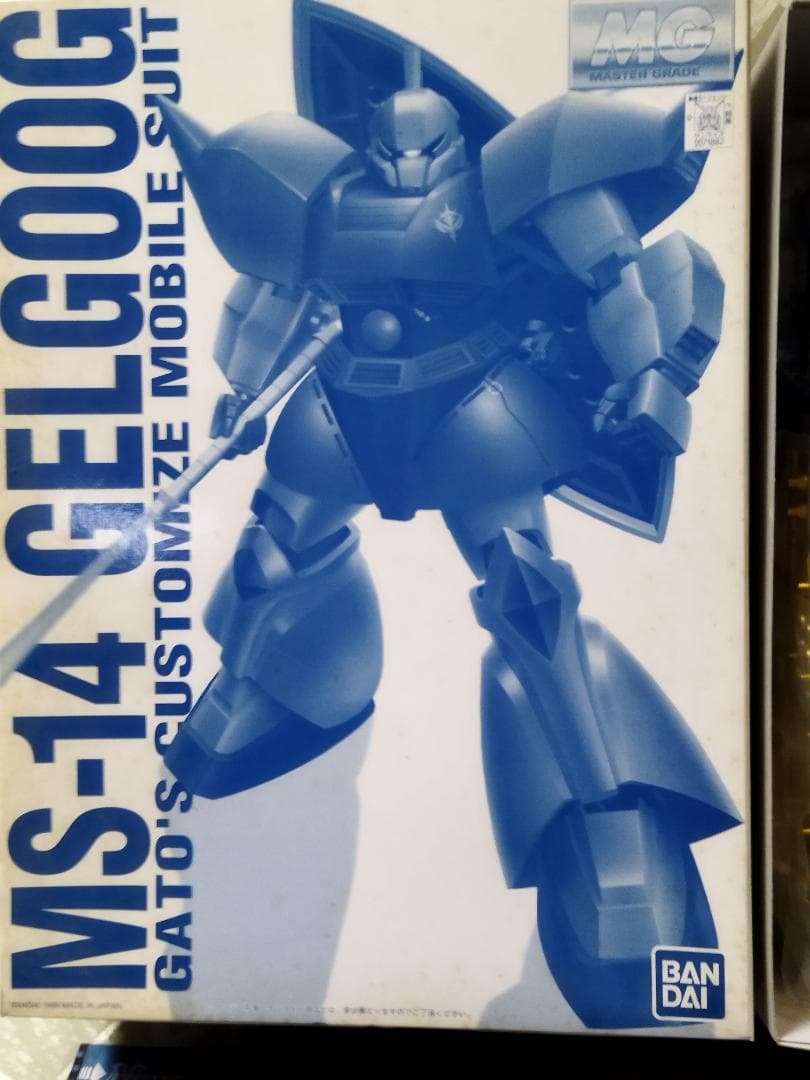 MS-14 GELGOOG
GATO'S CUSTOMIZE MOBILE SUIT
MG
MASTER GRADE
BAN
DAI